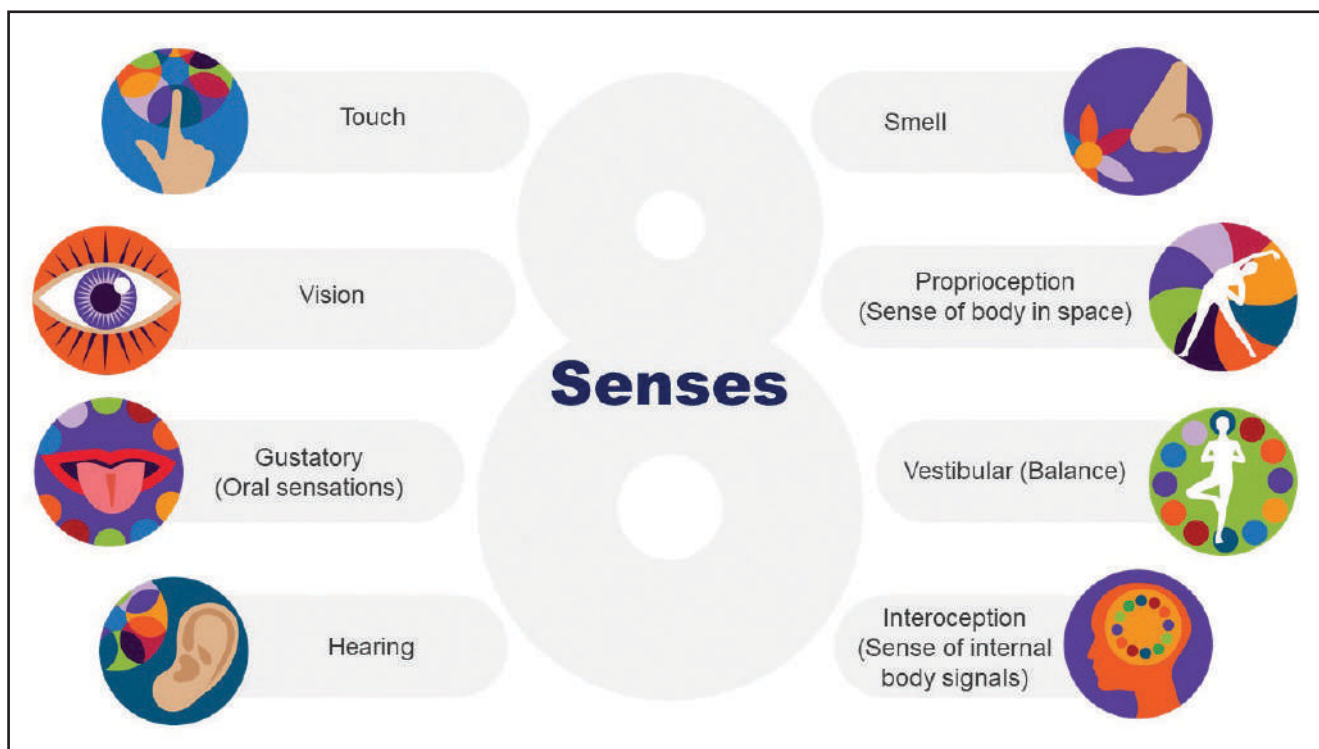 Touch
Vision
Gustatory
(Oral sensations)
Hearing
Senses
Smell
Proprioception
(Sense of body in space)
Vestibular (Balance)
Interoception
(Sense of internal
body signals)